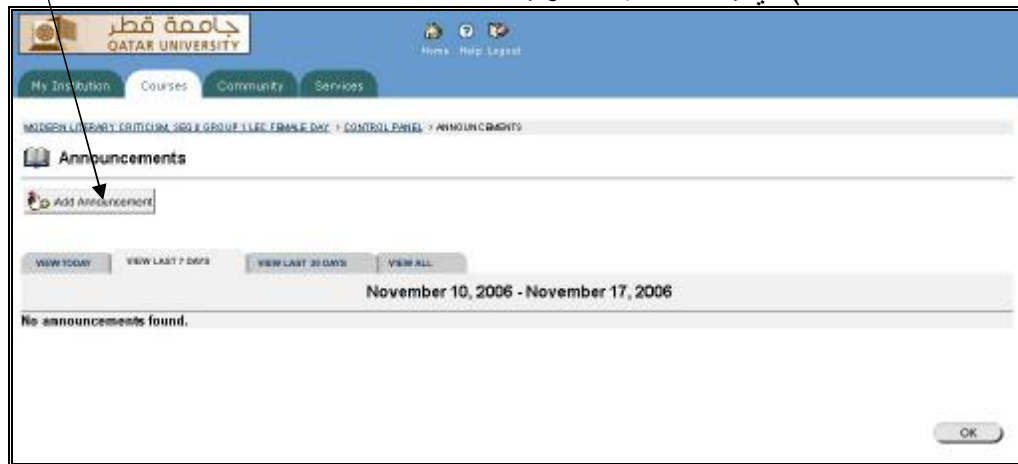 جامعة قطر
QATAR UNIVERSITY
Home Help Logout
My Institution Courses Community Services
MODERN LITERARY CRITICISM, SEQ.# GROUP 1 LEC FEMALE DAY > CONTROL PANEL > ANNOUNCEMENTS
Announcements
Add Announcement
VIEW TODAY VIEW LAST 7 DAYS VIEW LAST 30 DAYS VIEW ALL
November 10, 2006 - November 17, 2006
No announcements found.
OK